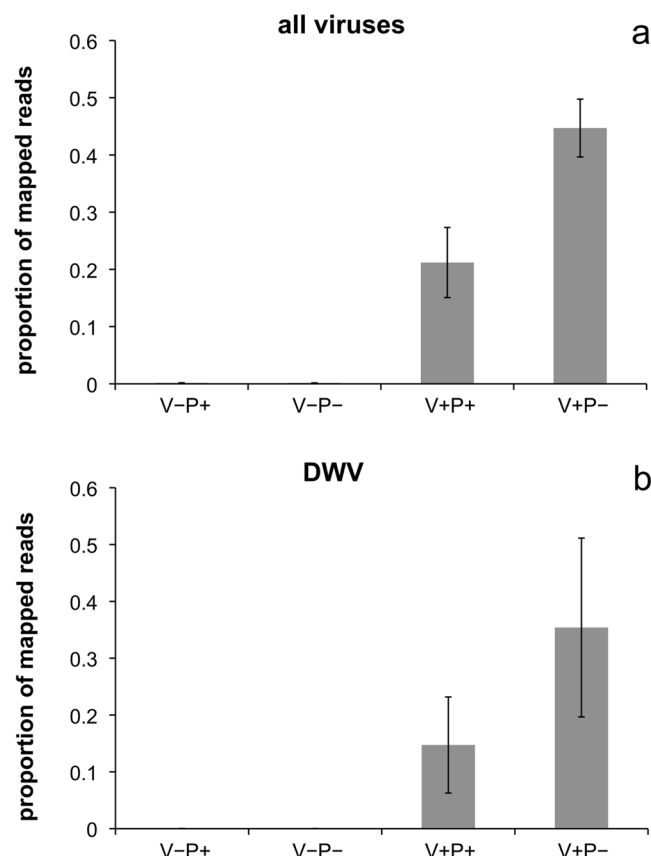 all viruses
a
proportion of mapped reads
0.6
0.5
0.4
0.3
0.2
0.1
0
V−P+ V−P− V+P+ V+P−
DWV
b
proportion of mapped reads
0.6
0.5
0.4
0.3
0.2
0.1
0
V−P+ V−P− V+P+ V+P−